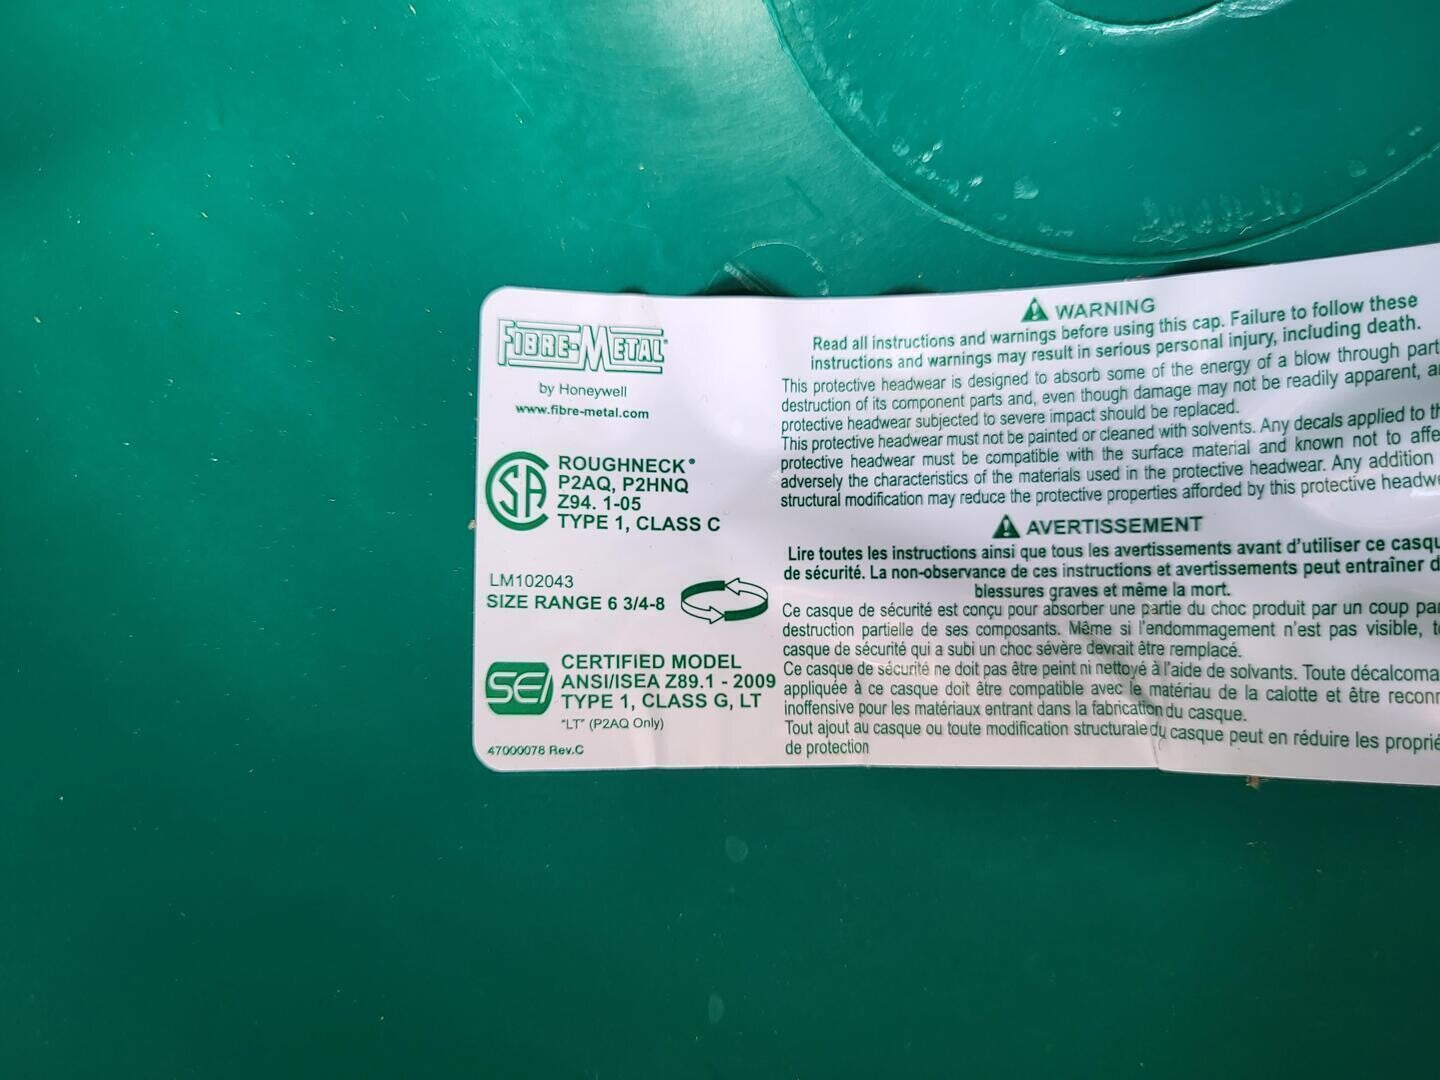 FIBRE-METAL
by Honeywell
www.fibre-metal.com
CSA
ROUGHNECK®
P2AQ, P2HNQ
Z94. 1-05
TYPE 1, CLASS C
LM102043
SIZE RANGE 6 3/4-8
SEI
CERTIFIED MODEL
ANSI/ISEA Z89.1 - 2009
TYPE 1, CLASS G, LT
"LT" (P2AQ Only)
47000078 Rev.C
WARNING
Read all instructions and warnings before using this cap. Failure to follow these
instructions and warnings may result in serious personal injury, including death.
This protective headwear is designed to absorb some of the energy of a blow through part
destruction of its component parts and, even though damage may not be readily apparent, a
protective headwear subjected to severe impact should be replaced.
This protective headwear must not be painted or cleaned with solvents. Any decals applied to th
protective headwear must be compatible with the surface material and known not to affe
adversely the characteristics of the materials used in the protective headwear. Any addition
structural modification may reduce the protective properties afforded by this protective headwe
AVERTISSEMENT
Lire toutes les instructions ainsi que tous les avertissements avant d'utiliser ce casqu
de sécurité. La non-observance de ces instructions et avertissements peut entraîner d
blessures graves et même la mort.
Ce casque de sécurité est conçu pour absorber une partie du choc produit par un coup par
destruction partielle de ses composants. Même si l'endommagement n'est pas visible, t
casque de sécurité qui a subi un choc sévère devrait être remplacé.
Ce casque de sécurité ne doit pas être peint ni nettoyé à l'aide de solvants. Toute décalcoma
appliquée à ce casque doit être compatible avec le matériau de la calotte et être reconn
inoffensive pour les matériaux entrant dans la fabrication du casque.
Tout ajout au casque ou toute modification structurale du casque peut en réduire les proprié
de protection